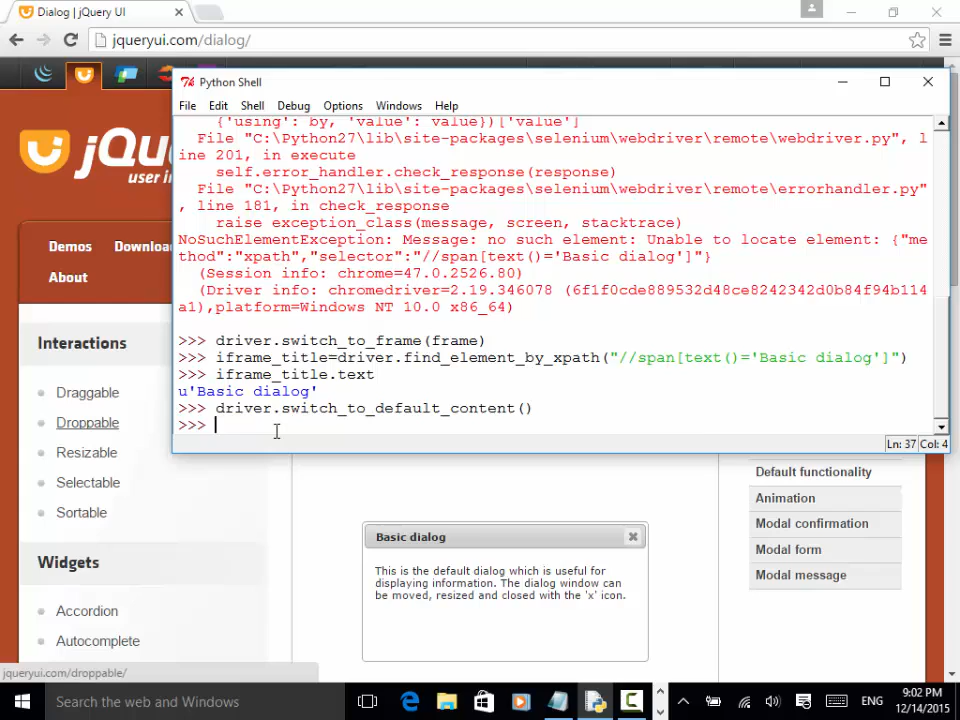 Dialog | jQuery UI
jqueryui.com/dialog/
Python Shell
File Edit Shell Debug Options Windows Help
{'using': by, 'value': value})['value']
File "C:\Python27\lib\site-packages\selenium\webdriver\remote\webdriver.py", l
ine 201, in execute
self.error_handler.check_response(response)
File "C:\Python27\lib\site-packages\selenium\webdriver\remote\errorhandler.py"
, line 181, in check_response
raise exception_class(message, screen, stacktrace)
NoSuchElementException: Message: no such element: Unable to locate element: {"me
thod":"xpath","selector":"//span[text()='Basic dialog']"}
(Session info: chrome=47.0.2526.80)
(Driver info: chromedriver=2.19.346078 (6f1f0cde889532d48ce8242342d0b84f94b114
a1),platform=Windows NT 10.0 x86_64)
>>> driver.switch_to_frame(frame)
>>> iframe_title=driver.find_element_by_xpath("//span[text()='Basic dialog']")
>>> iframe_title.text
u'Basic dialog'
>>> driver.switch_to_default_content()
>>>
Ln: 37 Col: 4
jQu
user in
Demos Downloa
About
Interactions
Draggable
Droppable
Resizable
Selectable
Sortable
Widgets
Accordion
Autocomplete
Basic dialog
This is the default dialog which is useful for
displaying information. The dialog window can
be moved, resized and closed with the 'x' icon.
Default functionality
Animation
Modal confirmation
Modal form
Modal message
jqueryui.com/droppable/
Search the web and Windows
ENG
9:02 PM
12/14/2015